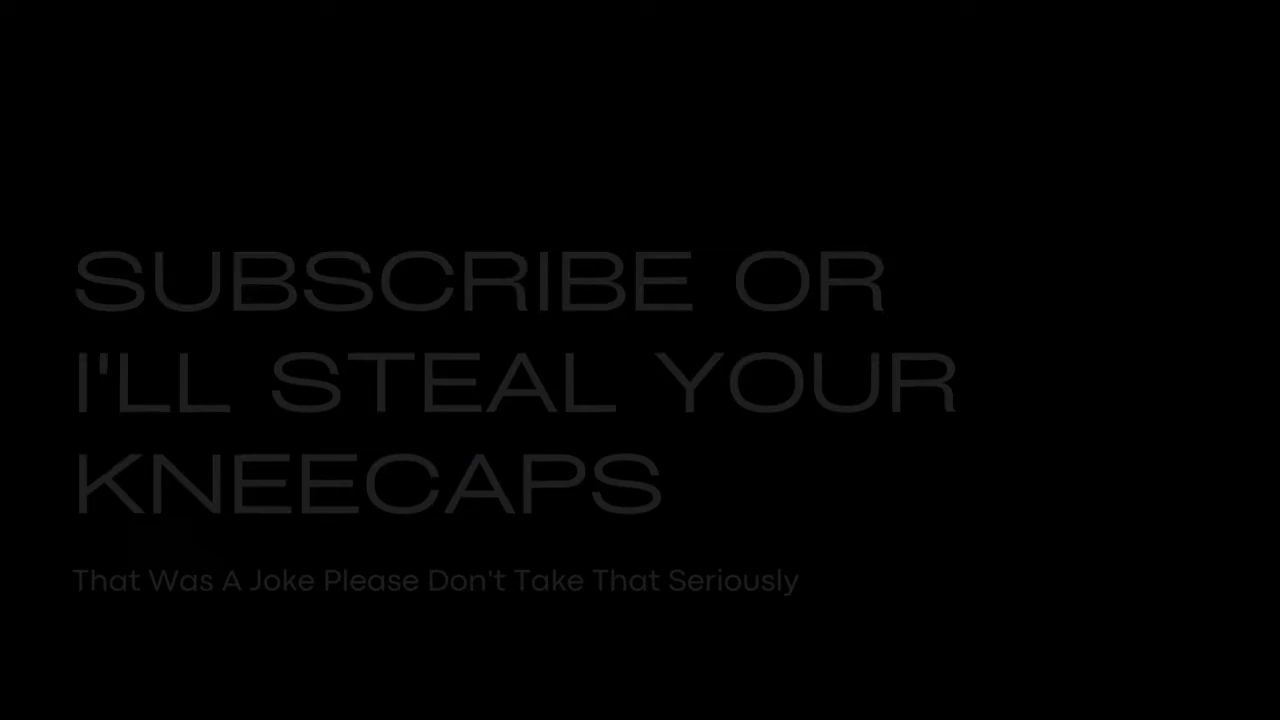 SUBSCRIBE OR
I'LL STEAL YOUR
KNEECAPS
That Was A Joke Please Don't Take That Seriously